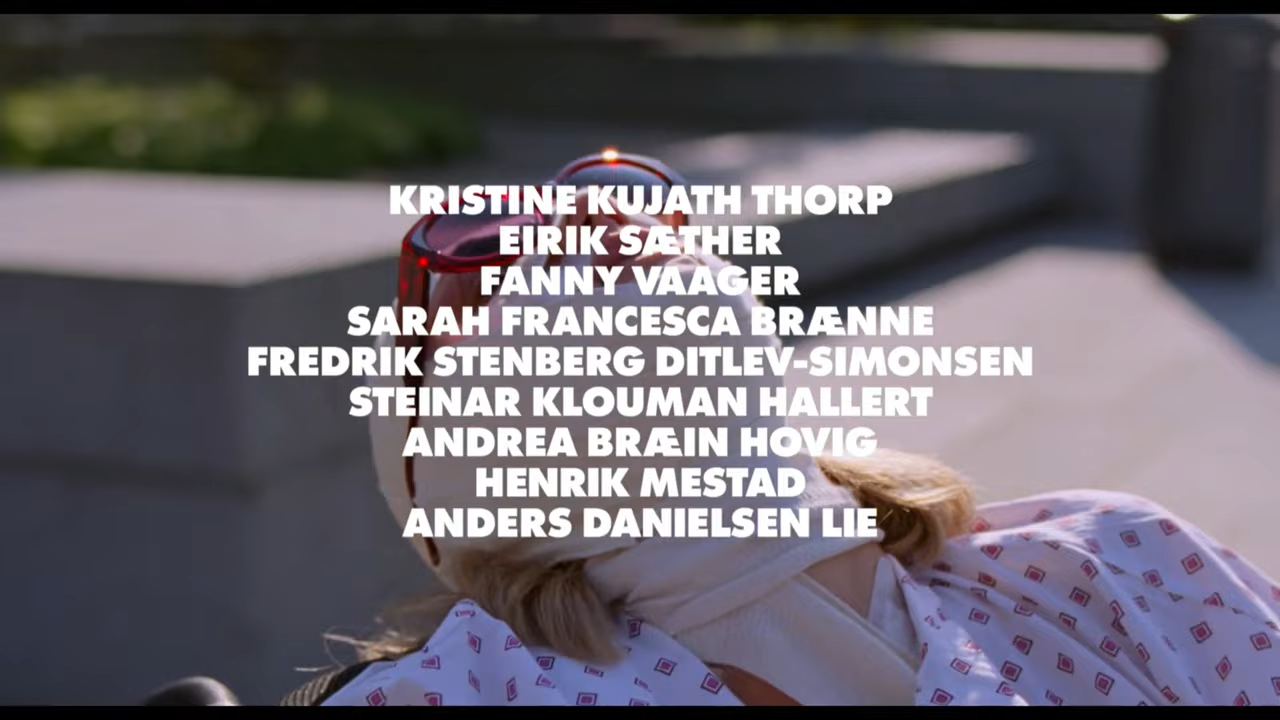 KRISTINE KUJATH THORP
EIRIK SÆTHER
FANNY VAAGER
SARAH FRANCESCA BRÆNNE
FREDRIK STENBERG DITLEV-SIMONSEN
STEINAR KLOUMAN HALLERT
ANDREA BRÆIN HOVIG
HENRIK MESTAD
ANDERS DANIELSEN LIE